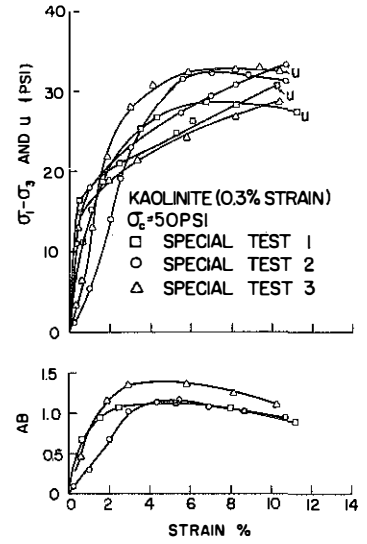 σ₁-σ₃ AND u (PSI)
40
30
20
10
0
u
u
u
KAOLINITE (0.3% STRAIN)
σc=50PSI
□ SPECIAL TEST 1
○ SPECIAL TEST 2
△ SPECIAL TEST 3
AB
1.5
1.0
0.5
0
0 2 4 6 8 10 12 14
STRAIN %